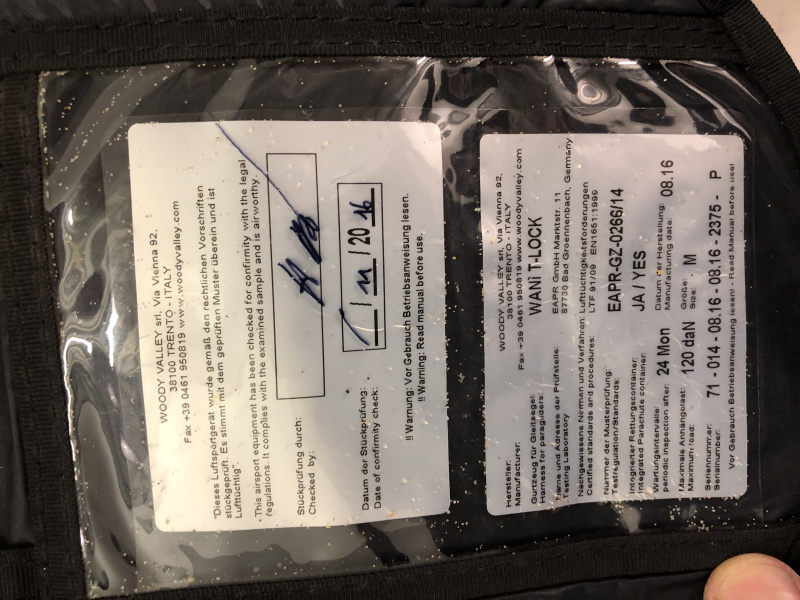 WOODY VALLEY srl, Via Vienna 92,
38100 TRENTO - ITALY
Fax +39 0461 950819 www.woodyvalley.com
"Dieses Luftsportgerät wurde gemäß den rechtlichen Vorschriften
stückgeprüft. Es stimmt mit dem geprüften Muster überein und ist
Lufttüchtig".
This airsport equipment has been checked for confirmity with the legal
regulations. It complies with the examined sample and is airworthy.
Stückprüfung durch:
Checked by:
Datum der Stückprüfung:
Date of confirmity check:
/ 11 / 20 16
!! Warnung: Vor Gebrauch Betriebsanweisung lesen.
!! Warning: Read manual before use.
Hersteller:
Manufacturer:
WOODY VALLEY srl, Via Vienna 92,
38100 TRENTO - ITALY
Fax +39 0461 950819 www.woodyvalley.com
Gurtzeug für Gleitsegel:
Harness for paragliders:
WANI T-LOCK
Name und Adresse der Prüfstelle:
Testing Laboratory
EAPR GmbH Marktstr. 11
87730 Bad Groennenbach, Germany
Nachgewiesene Normen und Verfahren: Lufttüchtigkeitsforderungen
Certified standards and procedures: LTF 91/09 EN1651:1999
Nummer der Musterprüfung:
Testregulation/Standards:
EAPR-GZ-0266/14
Integrierter Rettungscontainer:
Integrated Parachute container:
JA / YES
Wartungsintervalle:
periodic inspection after:
24 Mon
Datum der Herstellung:
Manufacturing date:
08.16
Maximale Anhängelast:
Maximum load:
120 daN
Größe:
Size:
M
Seriennummer:
Serialnumber:
71 -014 - 08.16 - 08.16 - 2375 - P
Vor Gebrauch Betriebsanweisung lesen! - Read Manual before use!